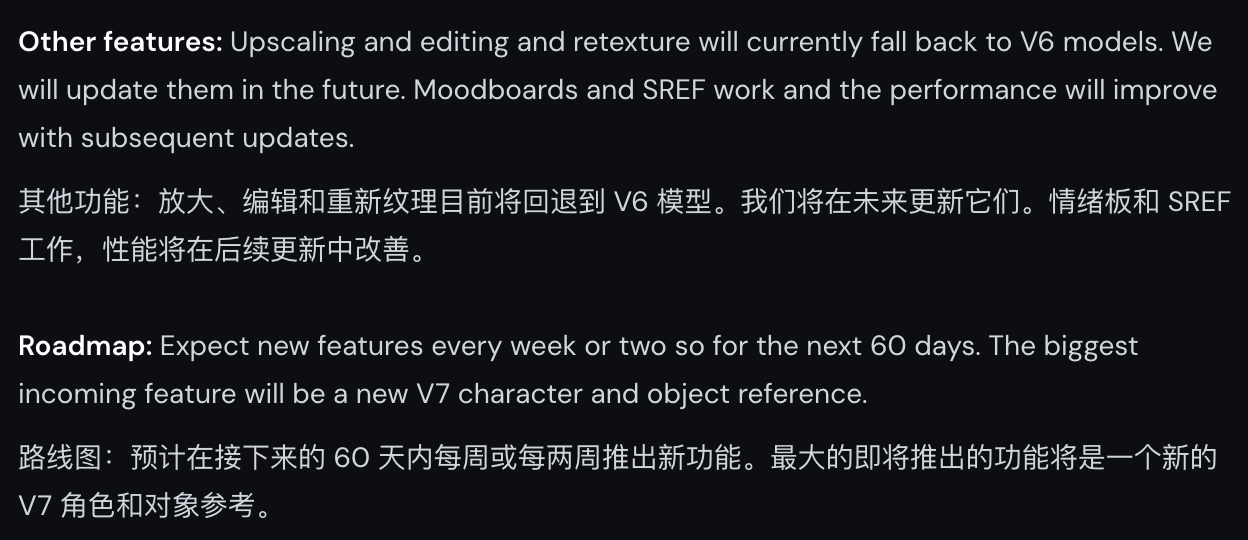 Other features: Upscaling and editing and retexture will currently fall back to V6 models. We
will update them in the future. Moodboards and SREF work and the performance will improve
with subsequent updates.
其他功能：放大、编辑和重新纹理目前将回退到 V6 模型。我们将在未来更新它们。情绪板和 SREF
工作，性能将在后续更新中改善。
Roadmap: Expect new features every week or two so for the next 60 days. The biggest
incoming feature will be a new V7 character and object reference.
路线图：预计在接下来的 60 天内每周或每两周推出新功能。最大的即将推出的功能将是一个新的
V7 角色和对象参考。